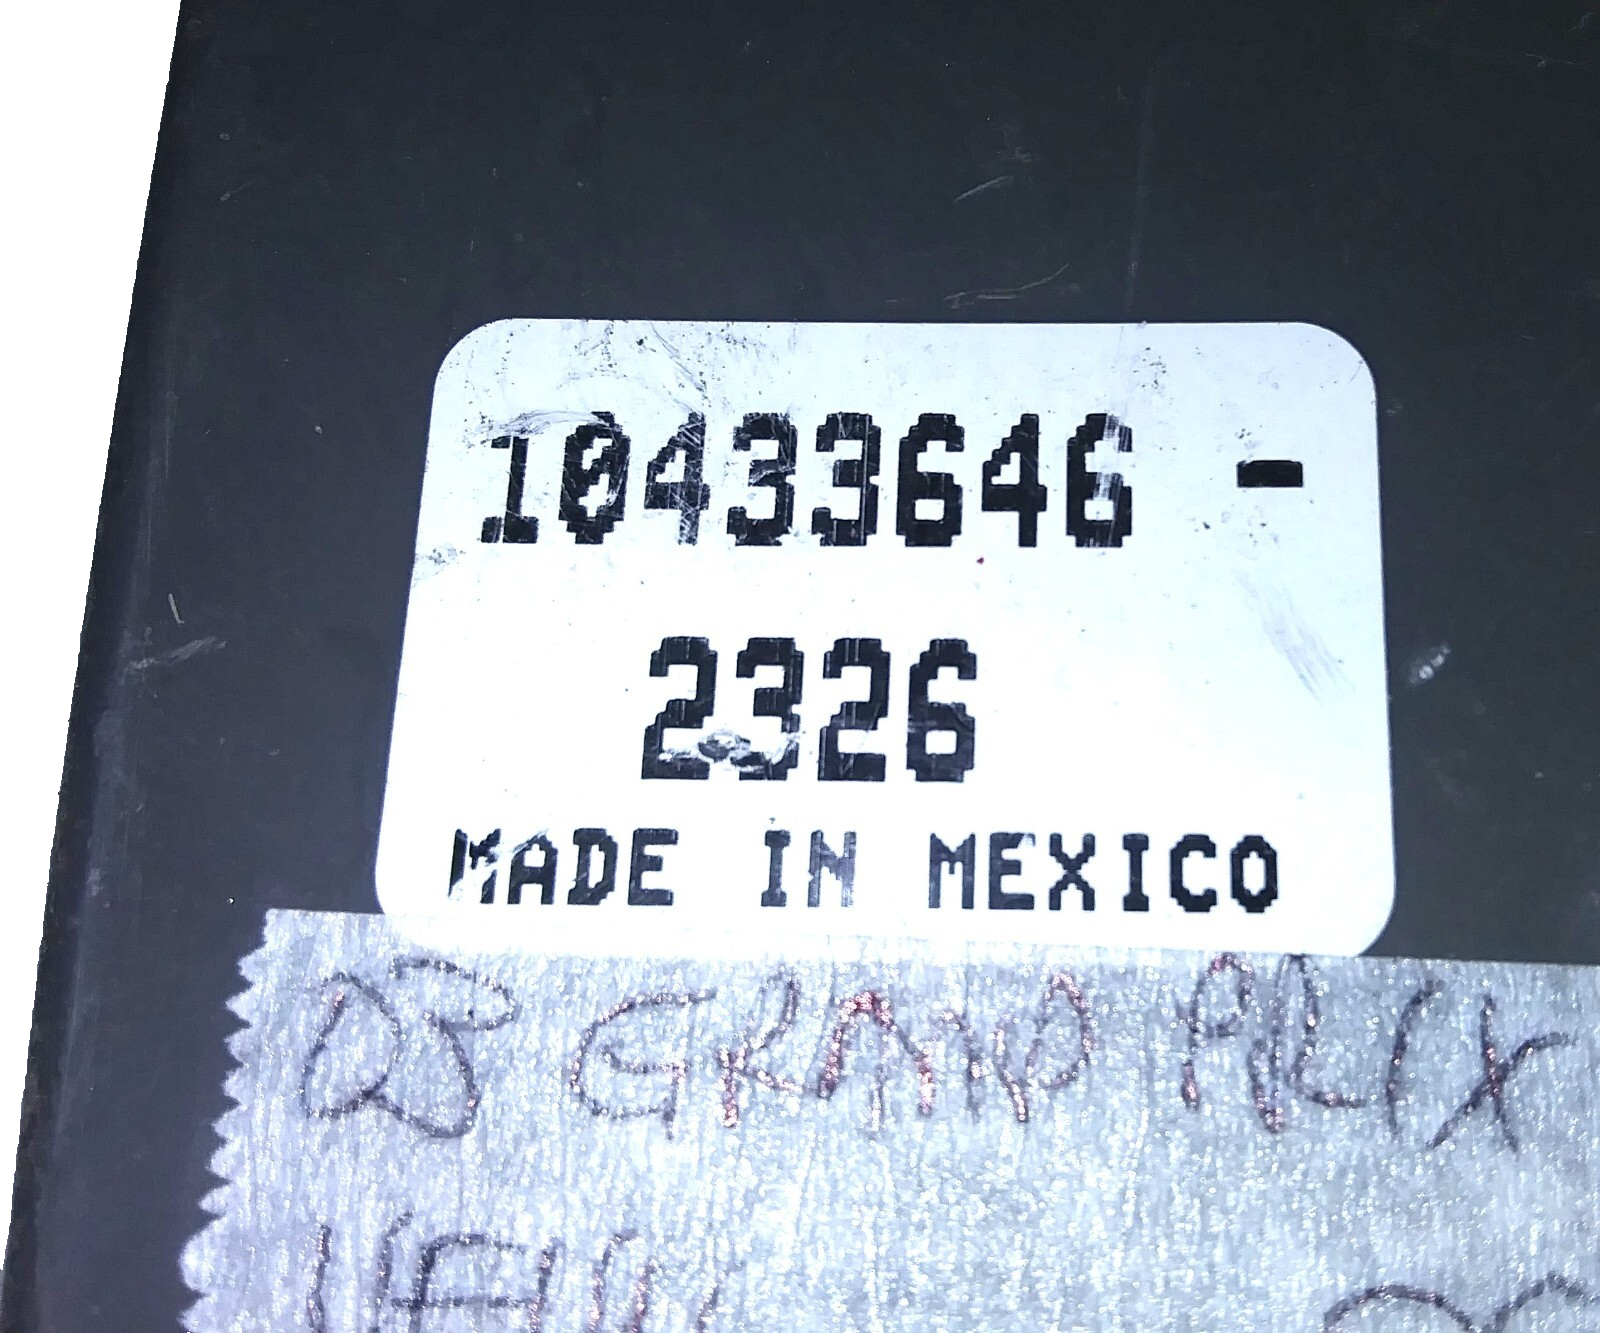 10433646 -
2326
MADE IN MEXICO
GRAND PRIX